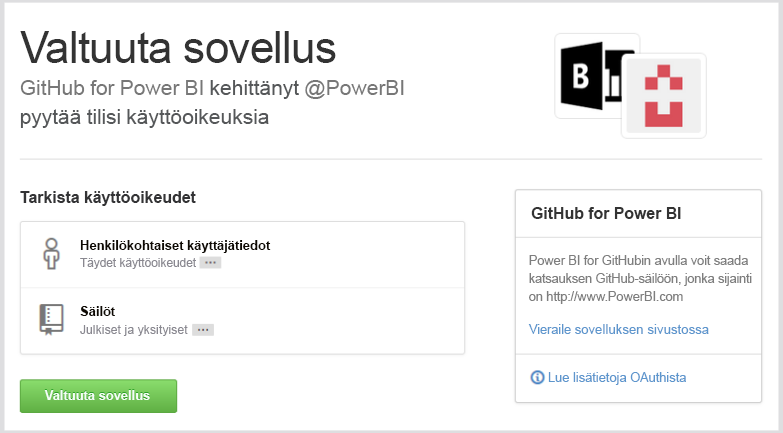 Valtuuta sovellus
GitHub for Power BI kehittänyt @PowerBI
pyytää tilisi käyttöoikeuksia
B
Tarkista käyttöoikeudet
Henkilökohtaiset käyttäjätiedot
Täydet käyttöoikeudet ...
Säilöt
Julkiset ja yksityiset ...
Valtuuta sovellus
GitHub for Power BI
Power BI for GitHubin avulla voit saada
katsauksen GitHub-säilöön, jonka sijainti
on http://www.PowerBI.com
Vieraile sovelluksen sivustossa
Lue lisätietoja OAuthista